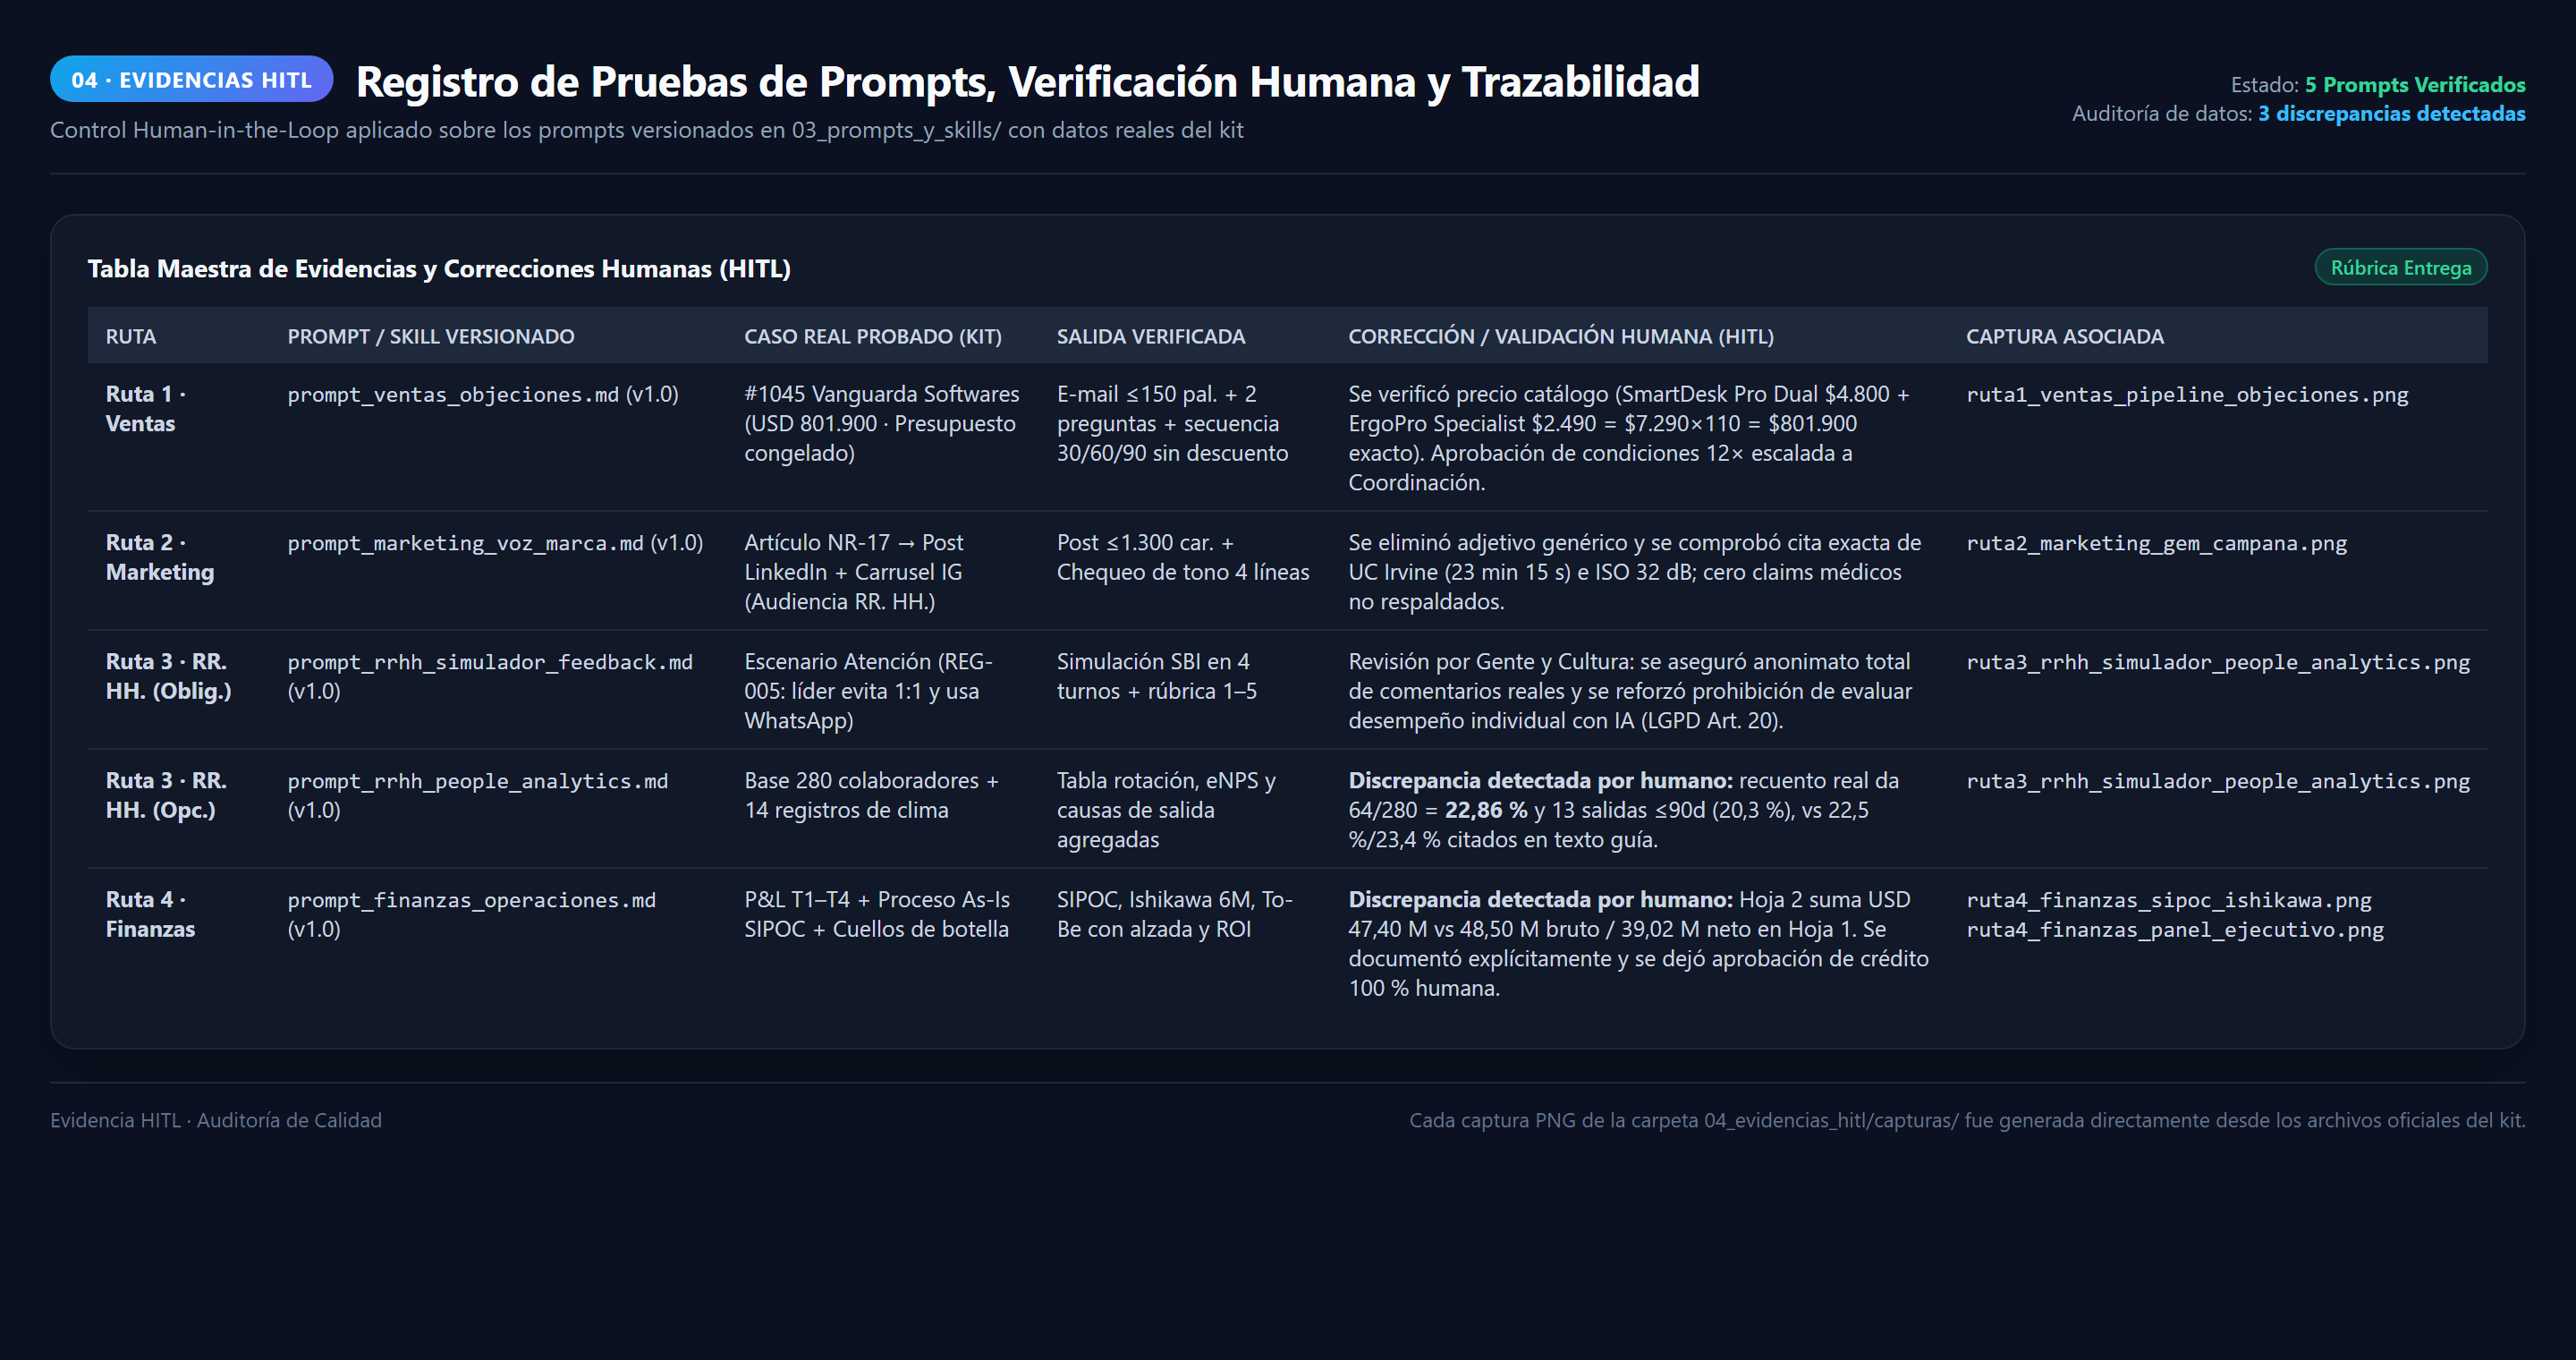 04 · EVIDENCIAS HITL
Registro de Pruebas de Prompts, Verificación Humana y Trazabilidad
Control Human-in-the-Loop aplicado sobre los prompts versionados en 03_prompts_y_skills/ con datos reales del kit
Estado: 5 Prompts Verificados
Auditoría de datos: 3 discrepancias detectadas
Tabla Maestra de Evidencias y Correcciones Humanas (HITL)
Rúbrica Entrega
RUTA
PROMPT / SKILL VERSIONADO
CASO REAL PROBADO (KIT)
SALIDA VERIFICADA
CORRECCIÓN / VALIDACIÓN HUMANA (HITL)
CAPTURA ASOCIADA
Ruta 1 ·
Ventas
prompt_ventas_objeciones.md (v1.0)
#1045 Vanguarda Softwares
(USD 801.900 · Presupuesto
congelado)
E-mail ≤150 pal. + 2
preguntas + secuencia
30/60/90 sin descuento
Se verificó precio catálogo (SmartDesk Pro Dual $4.800 +
ErgoPro Specialist $2.490 = $7.290×110 = $801.900
exacto). Aprobación de condiciones 12× escalada a
Coordinación.
ruta1_ventas_pipeline_objeciones.png
Ruta 2 ·
Marketing
prompt_marketing_voz_marca.md (v1.0)
Artículo NR-17 → Post
LinkedIn + Carrusel IG
(Audiencia RR. HH.)
Post ≤1.300 car. +
Chequeo de tono 4 líneas
Se eliminó adjetivo genérico y se comprobó cita exacta de
UC Irvine (23 min 15 s) e ISO 32 dB; cero claims médicos
no respaldados.
ruta2_marketing_gem_campana.png
Ruta 3 · RR.
HH. (Oblig.)
prompt_rrhh_simulador_feedback.md
(v1.0)
Escenario Atención (REG-
005: líder evita 1:1 y usa
WhatsApp)
Simulación SBI en 4
turnos + rúbrica 1–5
Revisión por Gente y Cultura: se aseguró anonimato total
de comentarios reales y se reforzó prohibición de evaluar
desempeño individual con IA (LGPD Art. 20).
ruta3_rrhh_simulador_people_analytics.png
Ruta 3 · RR.
HH. (Opc.)
prompt_rrhh_people_analytics.md
(v1.0)
Base 280 colaboradores +
14 registros de clima
Tabla rotación, eNPS y
causas de salida
agregadas
Discrepancia detectada por humano: recuento real da
64/280 = 22,86 % y 13 salidas ≤90d (20,3 %), vs 22,5
%/23,4 % citados en texto guía.
ruta3_rrhh_simulador_people_analytics.png
Ruta 4 ·
Finanzas
prompt_finanzas_operaciones.md
(v1.0)
P&L T1–T4 + Proceso As-Is
SIPOC + Cuellos de botella
SIPOC, Ishikawa 6M, To-
Be con alzada y ROI
Discrepancia detectada por humano: Hoja 2 suma USD
47,40 M vs 48,50 M bruto / 39,02 M neto en Hoja 1. Se
documentó explícitamente y se dejó aprobación de crédito
100 % humana.
ruta4_finanzas_sipoc_ishikawa.png
ruta4_finanzas_panel_ejecutivo.png
Evidencia HITL · Auditoría de Calidad
Cada captura PNG de la carpeta 04_evidencias_hitl/capturas/ fue generada directamente desde los archivos oficiales del kit.